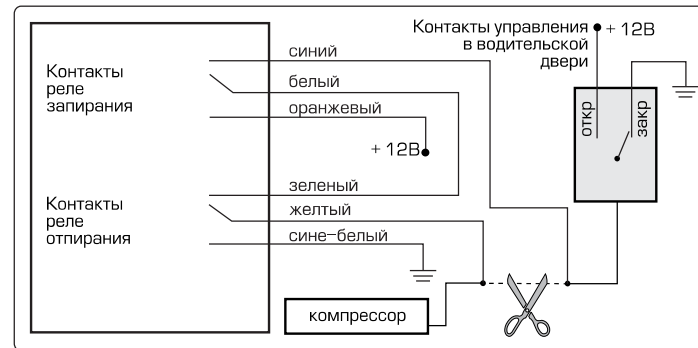 Контакты
реле
запирания
синий
белый
оранжевый
+ 12В
Контакты
реле
отпирания
зеленый
желтый
сине-белый
компрессор
Контакты управления
в водительской
двери
+ 12В
откр
закр